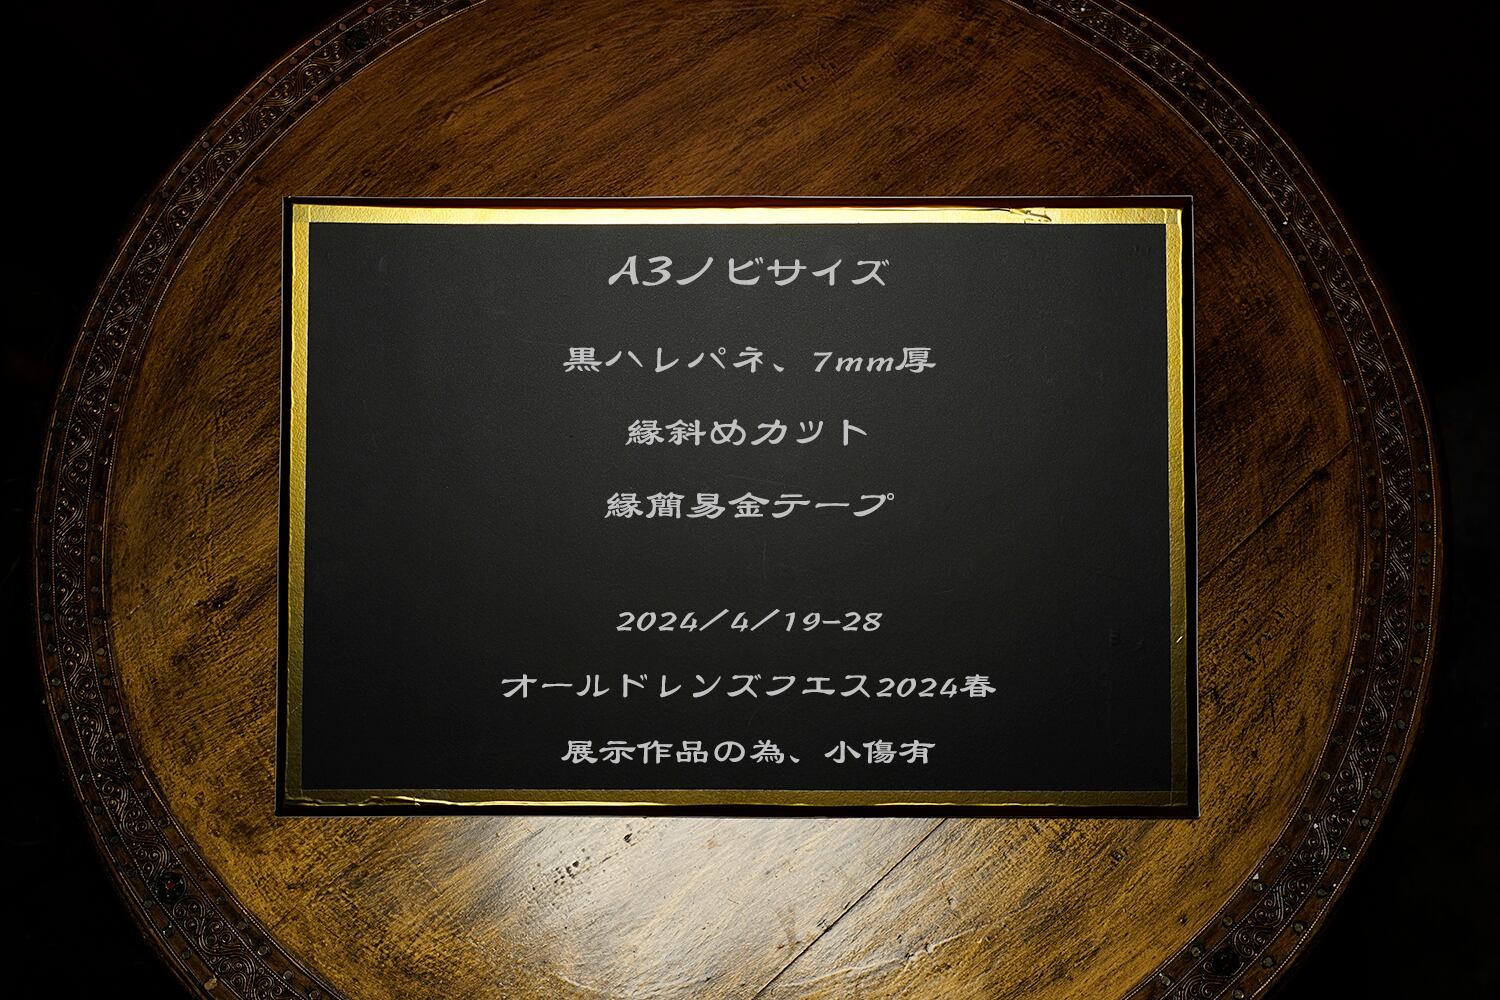 A3ノビサイズ
黒ハレパネ、7mm厚
縁斜めカット
縁簡易金テープ
2024/4/19-28
オールドレンズフエス2024春
展示作品の為、小傷有